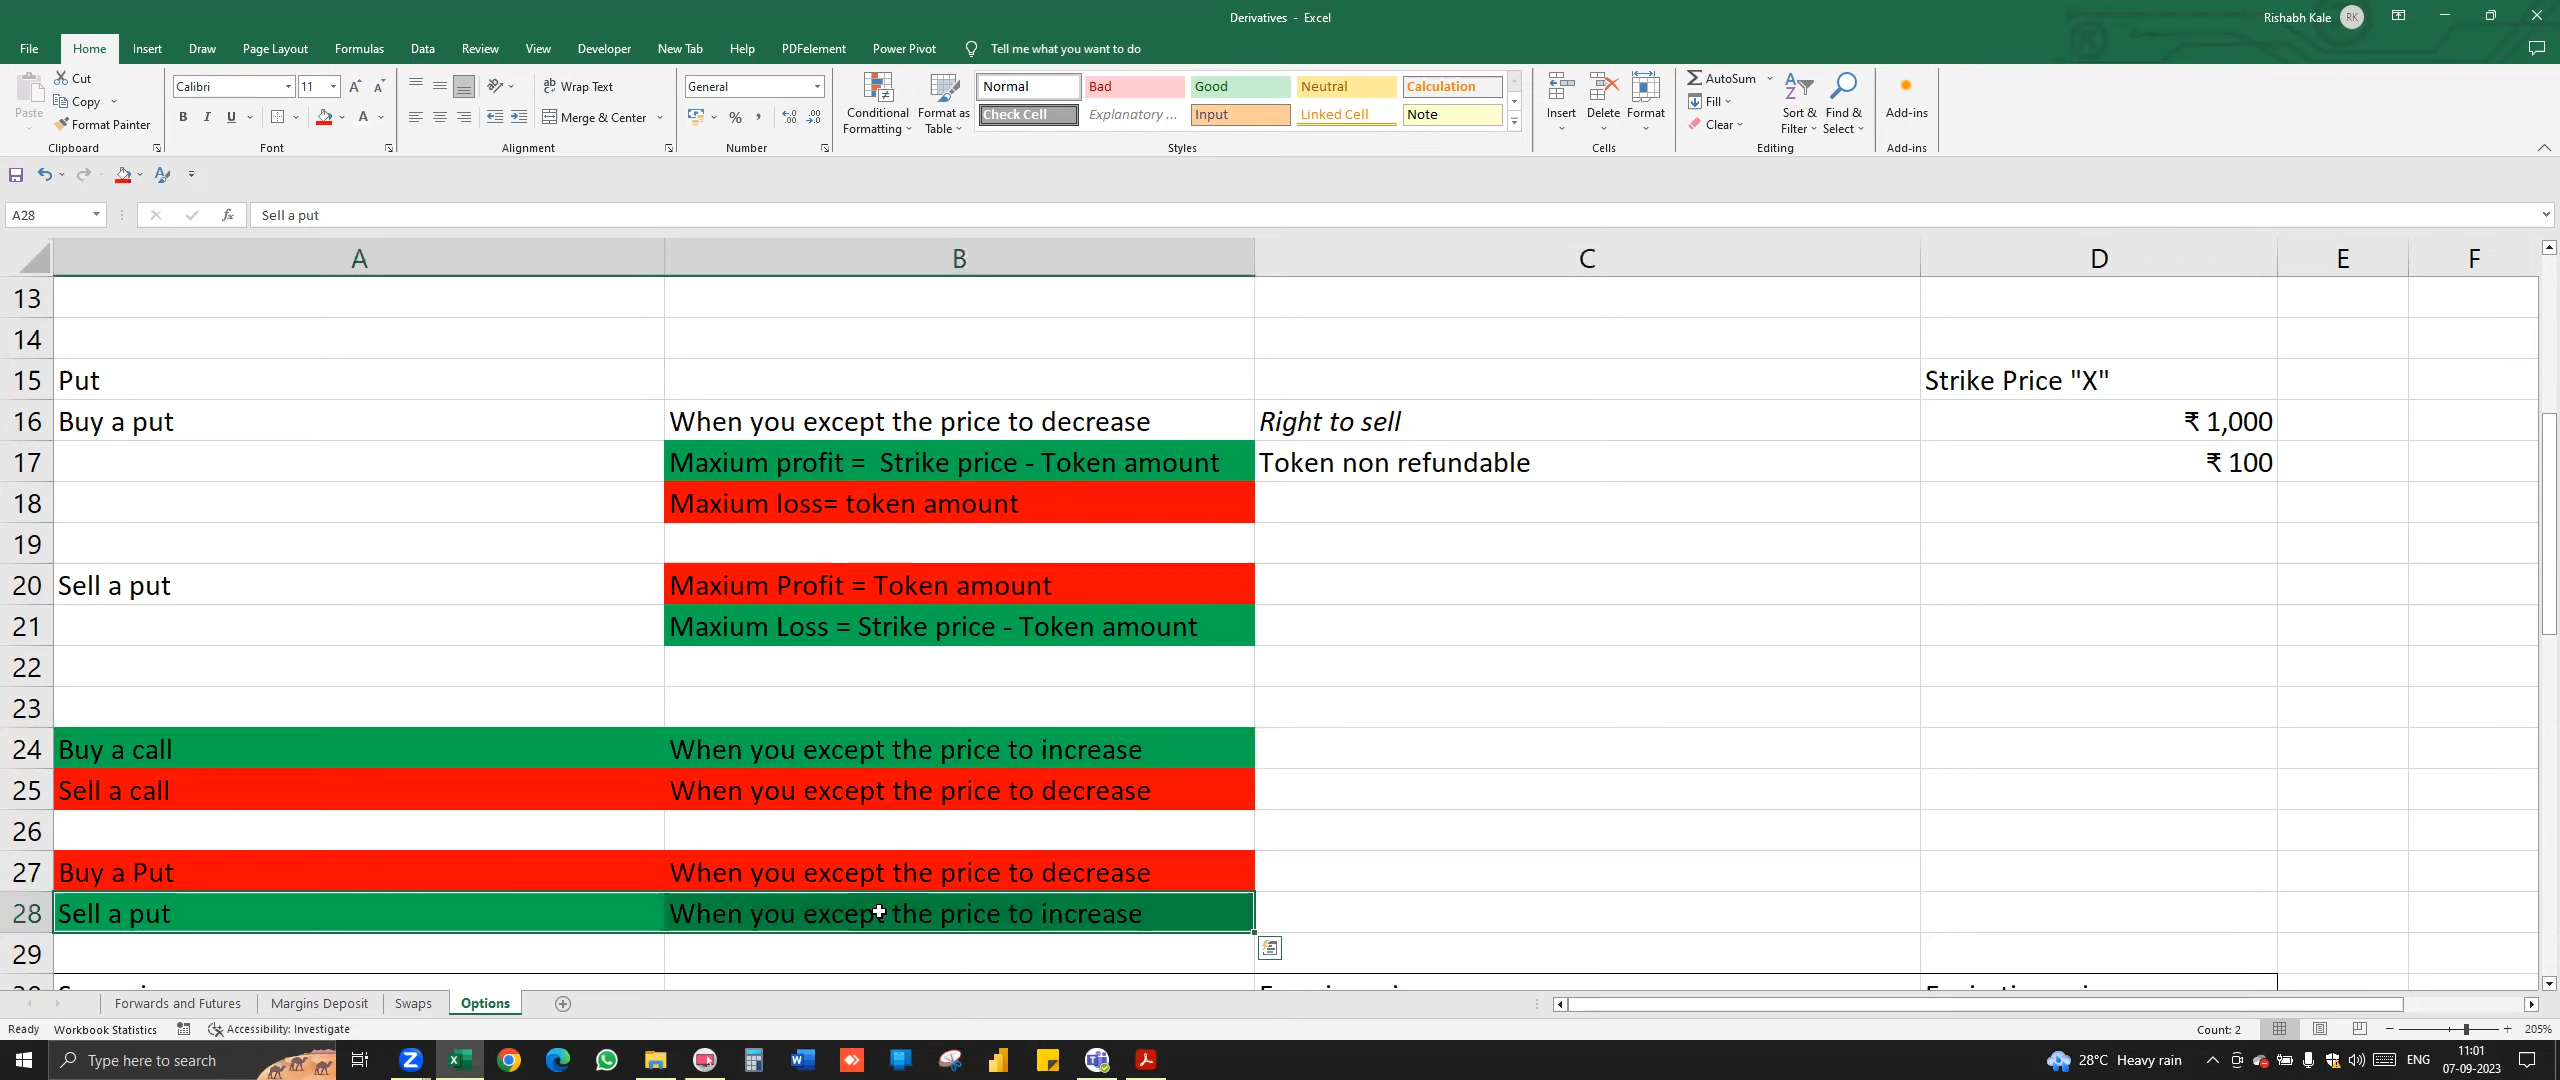 Derivatives - Excel
Rishabh Kale RK
File Home Insert Draw Page Layout Formulas Data Review View Developer New Tab Help PDFelement Power Pivot Tell me what you want to do
Paste
Cut
Copy
Format Painter
Clipboard
Calibri 11
B I U
Font
Wrap Text
Merge & Center
Alignment
General
Number
Conditional Formatting
Format as Table
Normal Bad Good Neutral Calculation
Check Cell Explanatory ... Input Linked Cell Note
Styles
Insert Delete Format
Cells
AutoSum
Fill
Clear
Sort & Filter
Find & Select
Editing
Add-ins
Add-ins
A28 fx Sell a put
A B C D E F
13
14
15 Put Strike Price "X"
16 Buy a put When you except the price to decrease Right to sell ₹ 1,000
17 Maxium profit = Strike price - Token amount Token non refundable ₹ 100
18 Maxium loss= token amount
19
20 Sell a put Maxium Profit = Token amount
21 Maxium Loss = Strike price - Token amount
22
23
24 Buy a call When you except the price to increase
25 Sell a call When you except the price to decrease
26
27 Buy a Put When you except the price to decrease
28 Sell a put When you except the price to increase
29
Forwards and Futures Margins Deposit Swaps Options
Ready Workbook Statistics Accessibility: Investigate Count: 2 205%
Type here to search 28°C Heavy rain ENG 11:01
07-09-2023